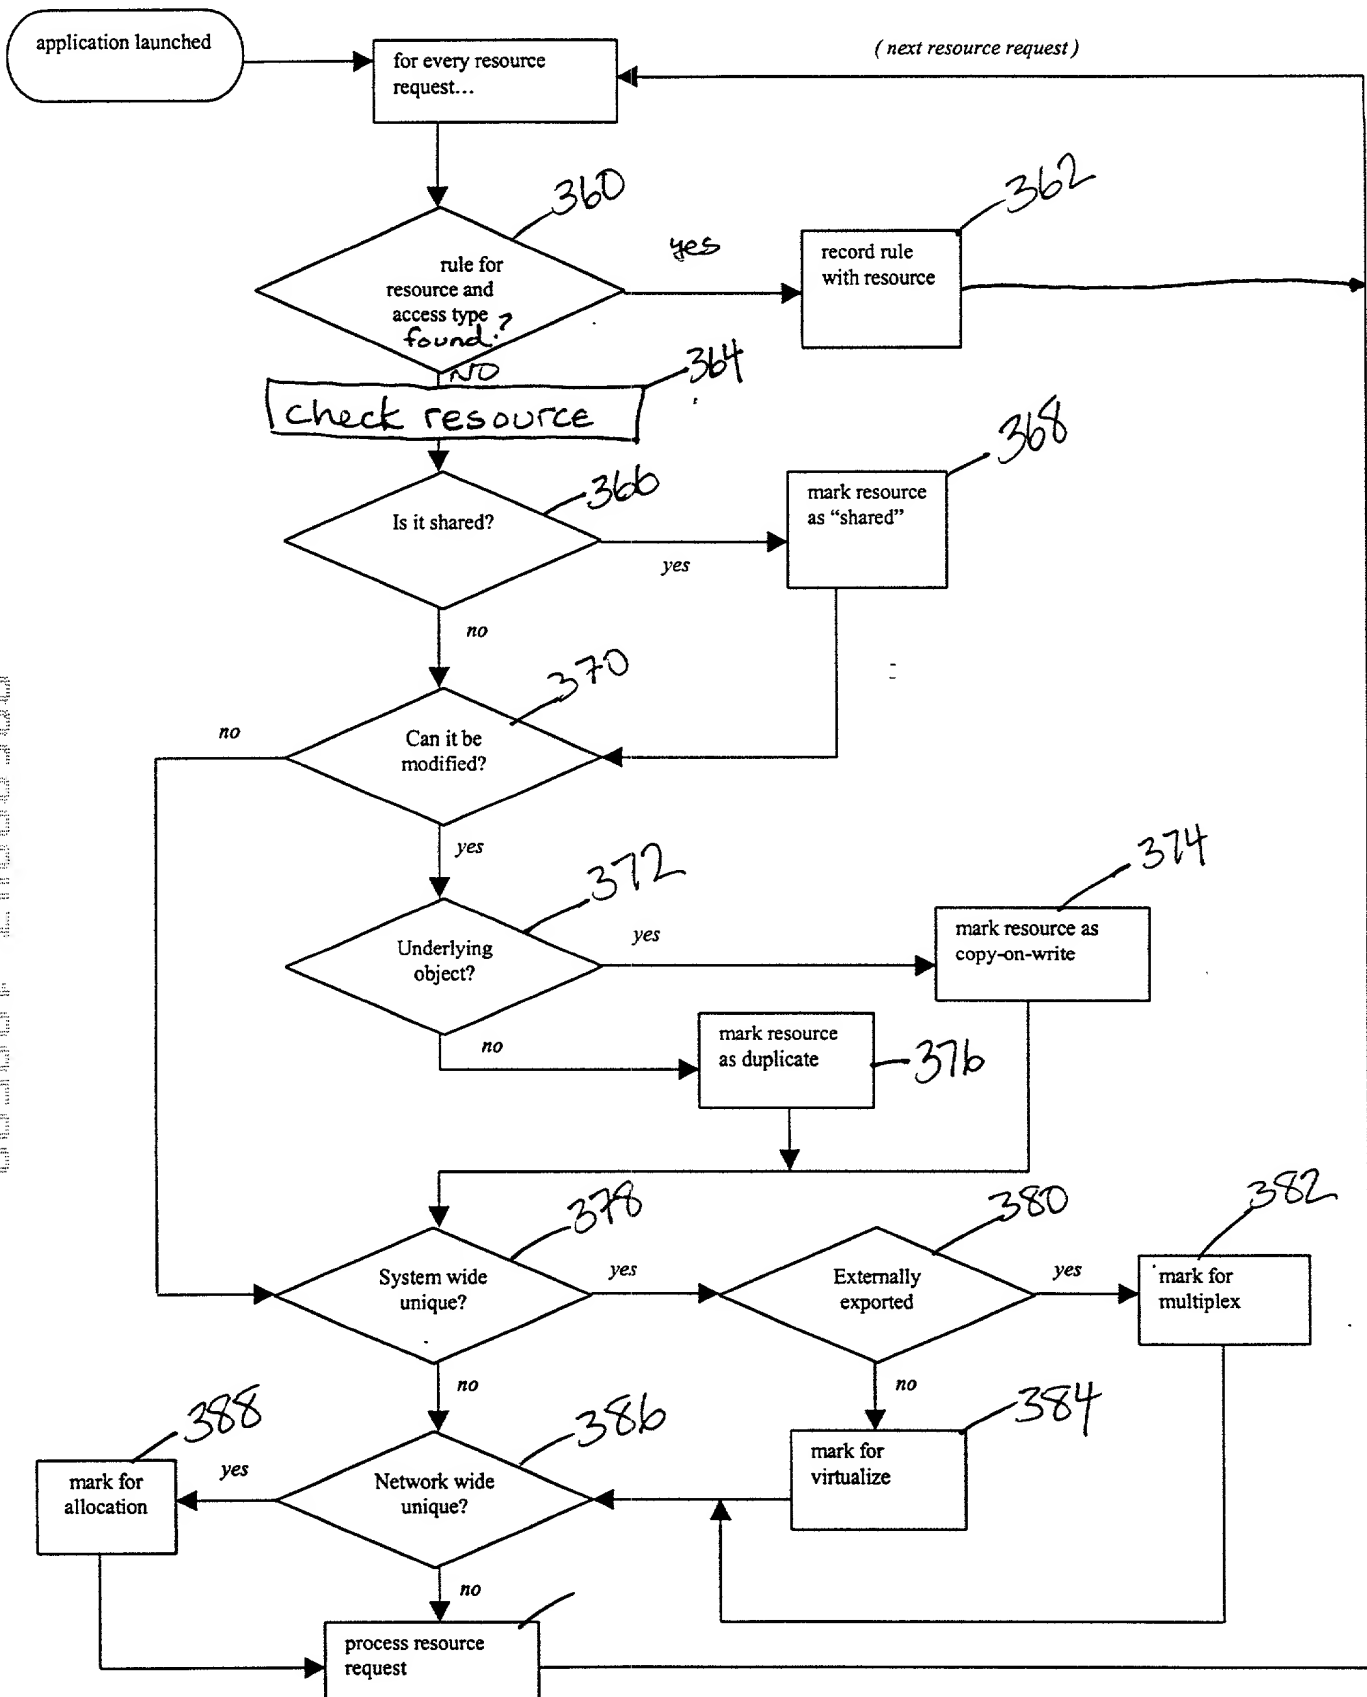 application launched
for every resource
request...
( next resource request )
360
362
rule for
resource and
access type
found?
yes
record rule
with resource
NO
364
check resource
366
368
Is it shared?
yes
mark resource
as “shared”
no
370
Can it be
modified?
no
yes
372
374
Underlying
object?
yes
mark resource as
copy-on-write
no
mark resource
as duplicate
376
378
380
382
System wide
unique?
yes
Externally
exported
yes
mark for
multiplex
no
no
384
386
388
mark for
virtualize
Network wide
unique?
yes
mark for
allocation
no
process resource
request